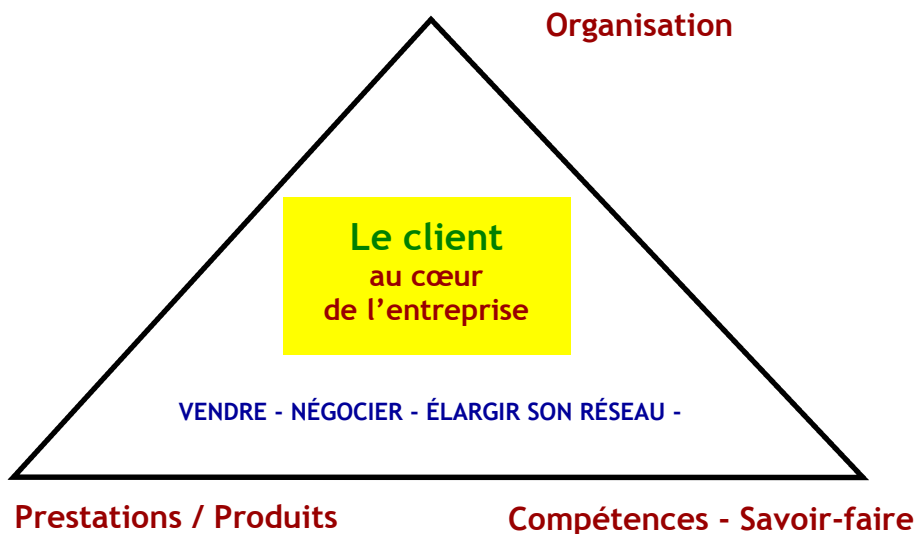 Organisation
Le client
au cœur
de l’entreprise
VENDRE - NÉGOCIER - ÉLARGIR SON RÉSEAU -
Prestations / Produits
Compétences - Savoir-faire